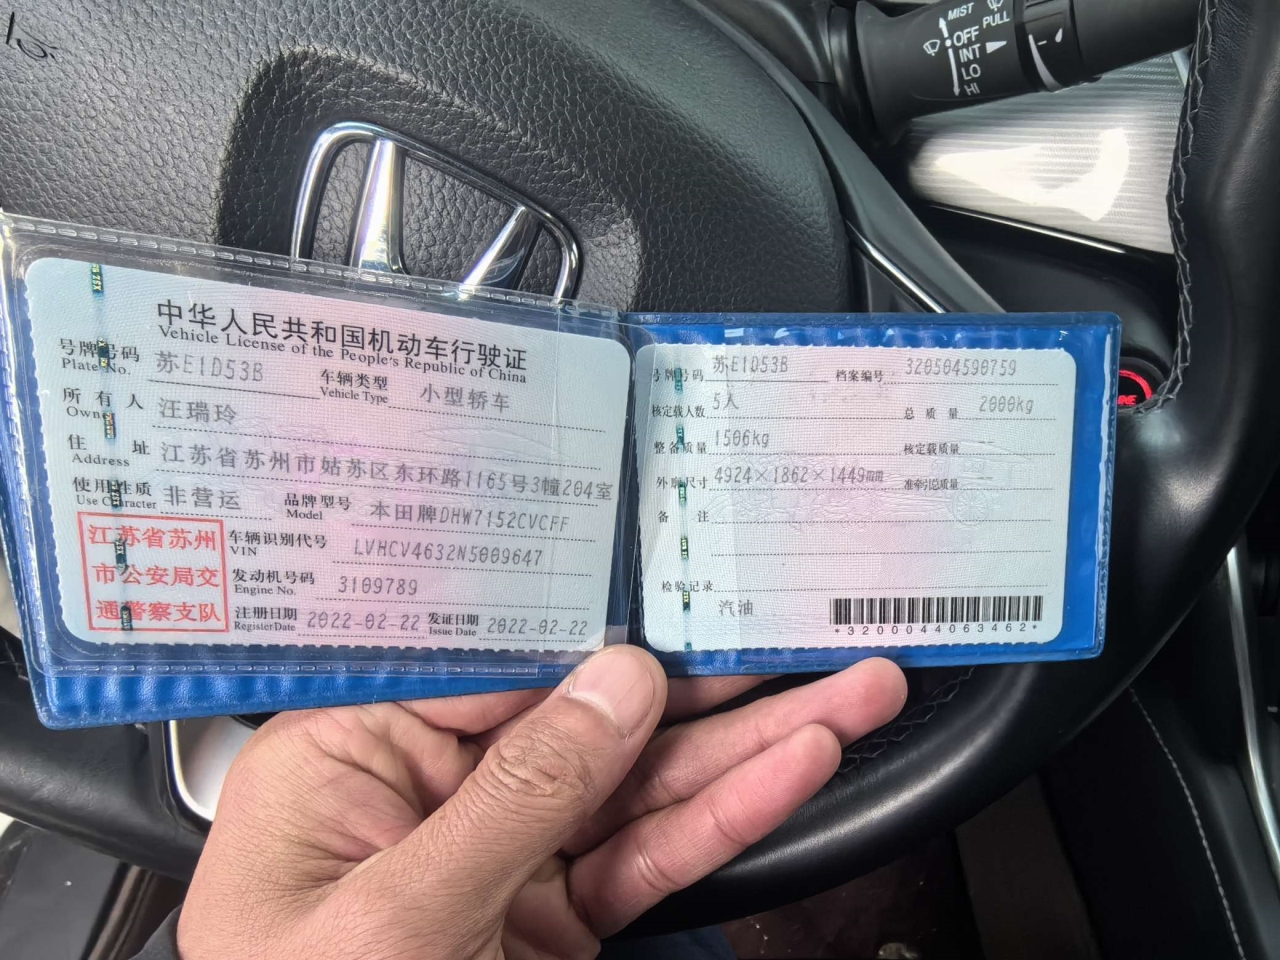 MIST
PULL
OFF
INT
LO
HI
中华人民共和国机动车行驶证
Vehicle License of the People's Republic of China
号牌号码 苏E1D53B 车辆类型 小型轿车
Plate No. Vehicle Type
所有人 汪瑞玲
Owner
住址 江苏省苏州市姑苏区东环路1165号3幢204室
Address
使用性质 非营运 品牌型号 本田牌DHW7152CVCFF
Use Character Model
江苏省苏州
市公安局交
通警察支队
车辆识别代号 LVHCV4632N5009647
VIN
发动机号码 3109789
Engine No.
注册日期 2022-02-22 发证日期 2022-02-22
Register Date Issue Date
号牌号码 苏E1D53B 档案编号 320504590759
核定载人数 5人 总质量 2000kg
整备质量 1506kg 核定载质量 --
外廓尺寸 4924×1862×1449mm 准牵引总质量 --
备注
检验记录
汽油
*3200044063462*